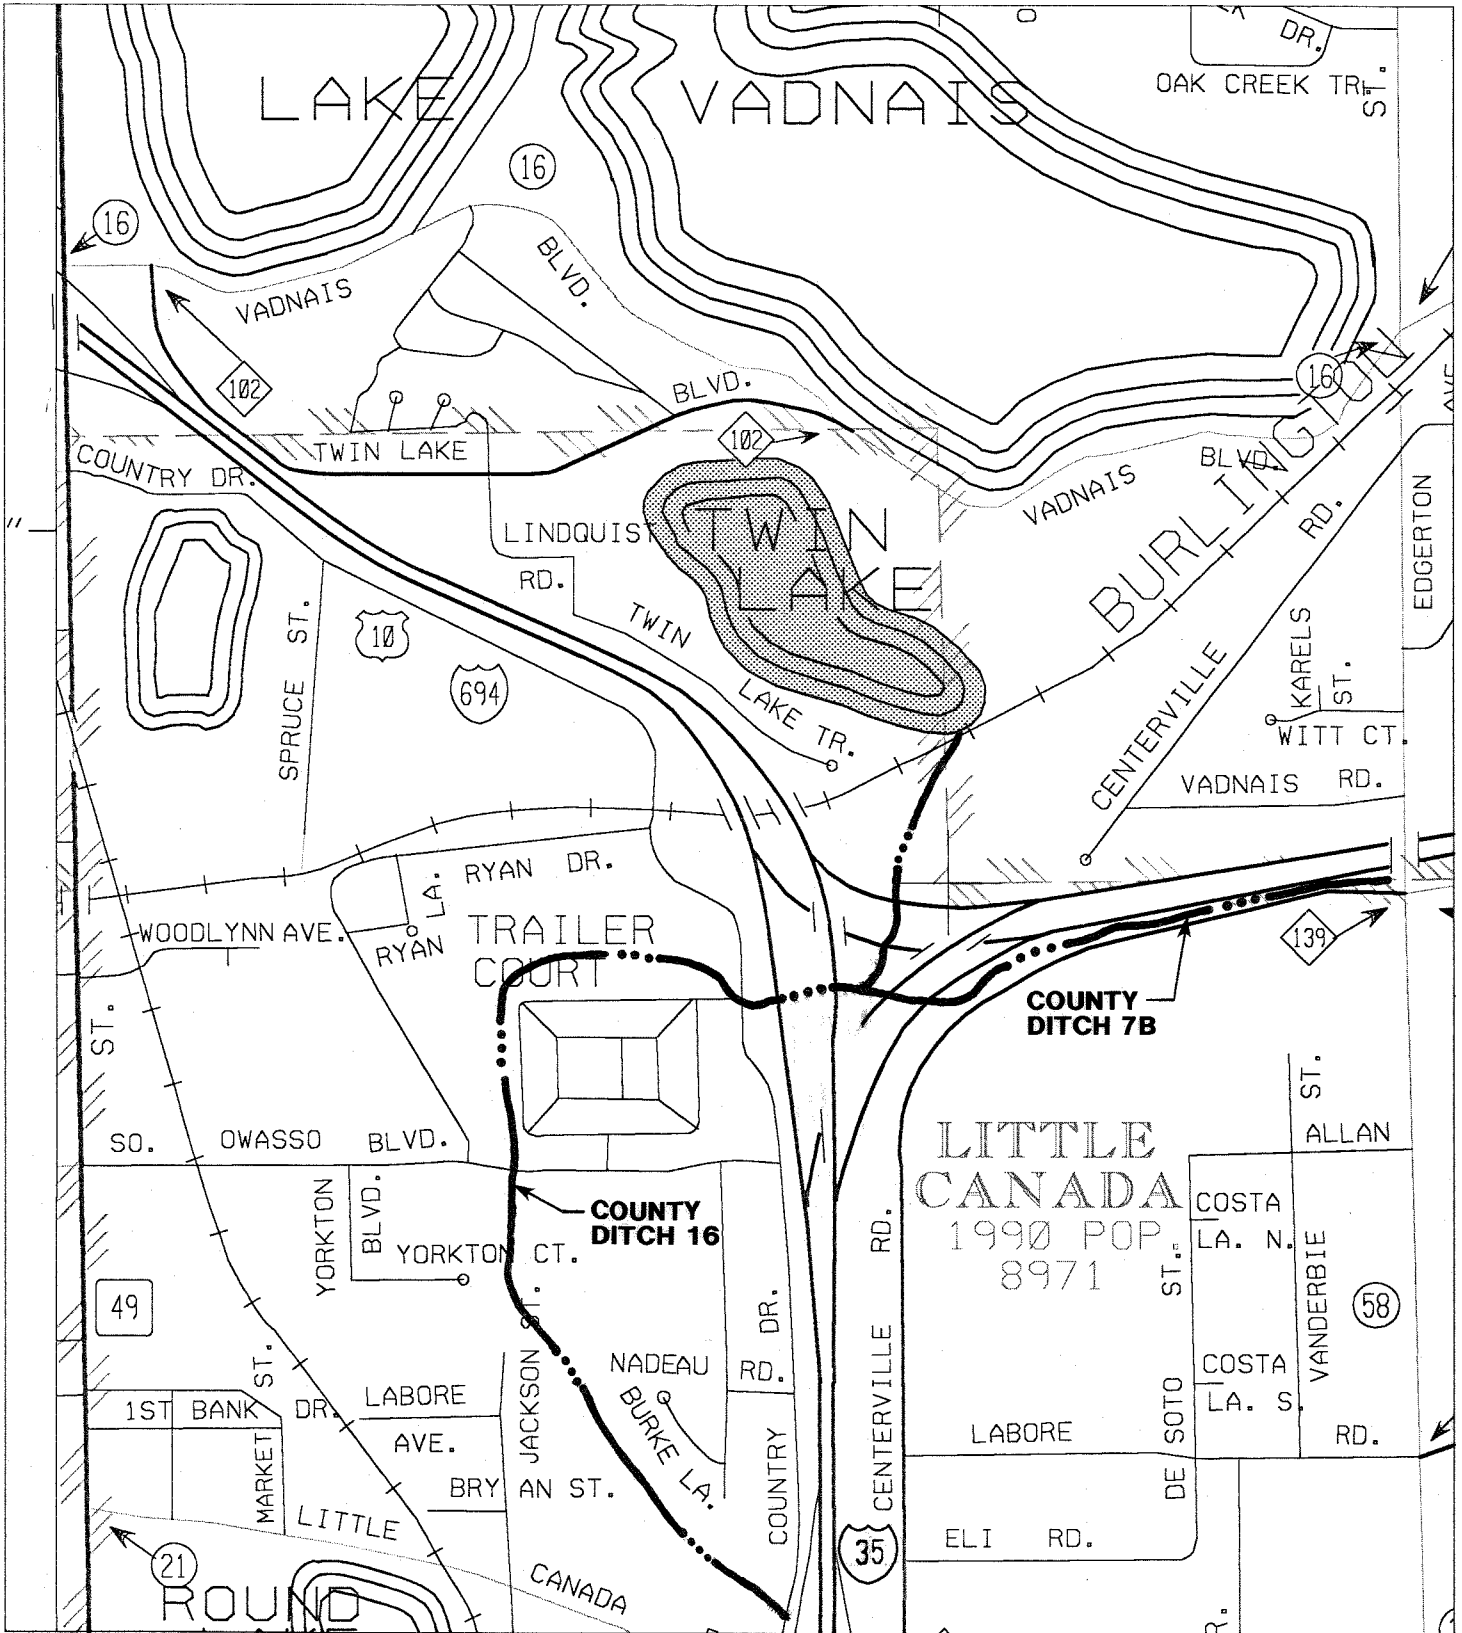 DR.
OAK CREEK TR.
ST.
LAKE VADNAIS
16
16
BLVD.
VADNAIS
16
102
BLVD.
102
TWIN LAKE
COUNTRY DR.
VADNAIS
BLVD.
BURLINGTON
RD.
EDGERTON
AVE
LINDQUIST
RD.
TWIN
LAKE
TWIN
LAKE TR.
SPRUCE ST.
10
694
CENTERVILLE
KARELS
ST.
WITT CT.
VADNAIS RD.
RYAN DR.
RYAN
LA.
WOODLYNN AVE.
TRAILER
COURT
139
COUNTY
DITCH 7B
ST.
SO. OWASSO BLVD.
LITTLE
CANADA
1990 POP.
8971
ST.
ALLAN
COSTA
LA. N.
YORKTON
BLVD.
YORKTON CT.
COUNTY
DITCH 16
RD.
ST.
VANDERBIE
58
49
ST.
JACKSON ST.
NADEAU
RD.
DR.
CENTERVILLE
COSTA
LA. S.
1ST BANK DR.
LABORE
AVE.
BURKE LA.
COUNTRY
LABORE RD.
DE SOTO
MARKET
BRYAN ST.
LITTLE
CANADA
35
ELI RD.
21
ROUND
R.